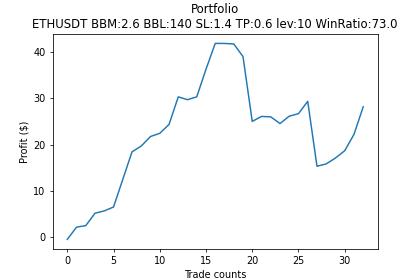 Portfolio
ETHUSDT BBM:2.6 BBL:140 SL:1.4 TP:0.6 lev:10 WinRatio:73.0
Profit ($)
40
30
20
10
0
0 5 10 15 20 25 30
Trade counts